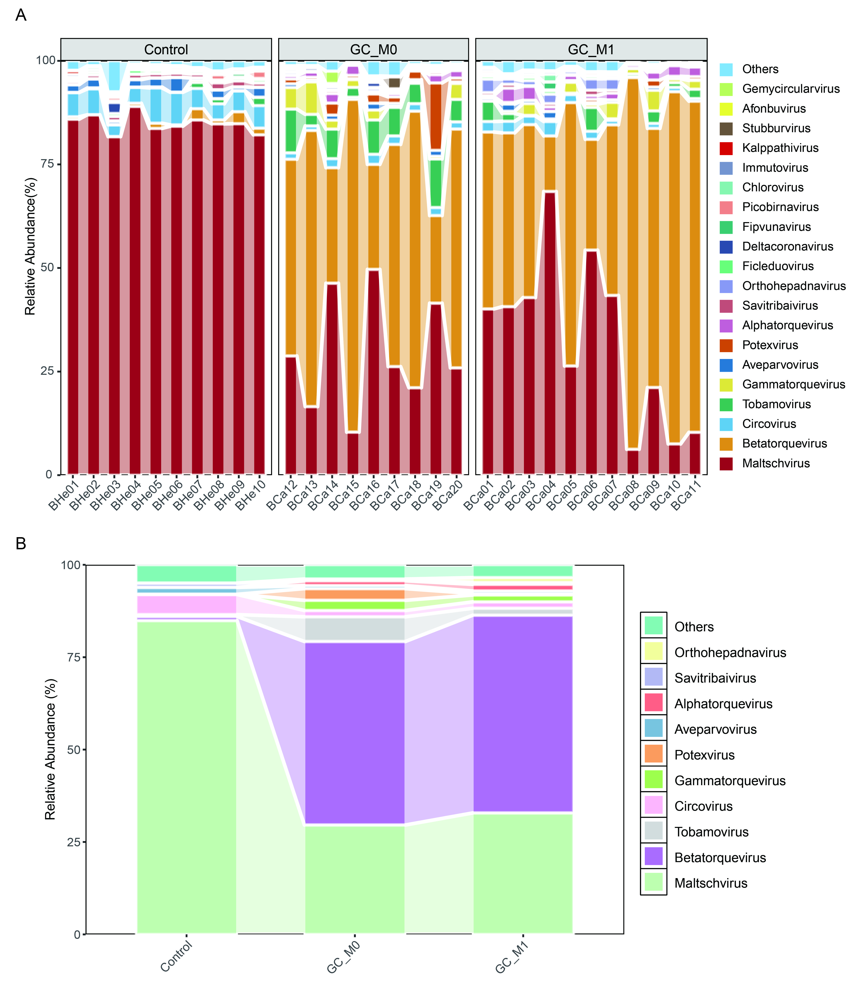 A
Control
GC_M0
GC_M1
Relative Abundance(%)
100
75
50
25
0
BHe01
BHe02
BHe03
BHe04
BHe05
BHe06
BHe07
BHe08
BHe09
BHe10
BCa12
BCa13
BCa14
BCa15
BCa16
BCa17
BCa18
BCa19
BCa20
BCa01
BCa02
BCa03
BCa04
BCa05
BCa06
BCa07
BCa08
BCa09
BCa10
BCa11
Others
Gemycircularvirus
Afonbuvirus
Stubburvirus
Kalppathivirus
Immutovirus
Chlorovirus
Picobirnavirus
Fipvunavirus
Deltacoronavirus
Ficleduovirus
Orthohepadnavirus
Savitribaivirus
Alphatorquevirus
Potexvirus
Aveparvovirus
Gammatorquevirus
Tobamovirus
Circovirus
Betatorquevirus
Maltschvirus
B
Relative Abundance (%)
100
75
50
25
0
Control
GC_M0
GC_M1
Others
Orthohepadnavirus
Savitribaivirus
Alphatorquevirus
Aveparvovirus
Potexvirus
Gammatorquevirus
Circovirus
Tobamovirus
Betatorquevirus
Maltschvirus